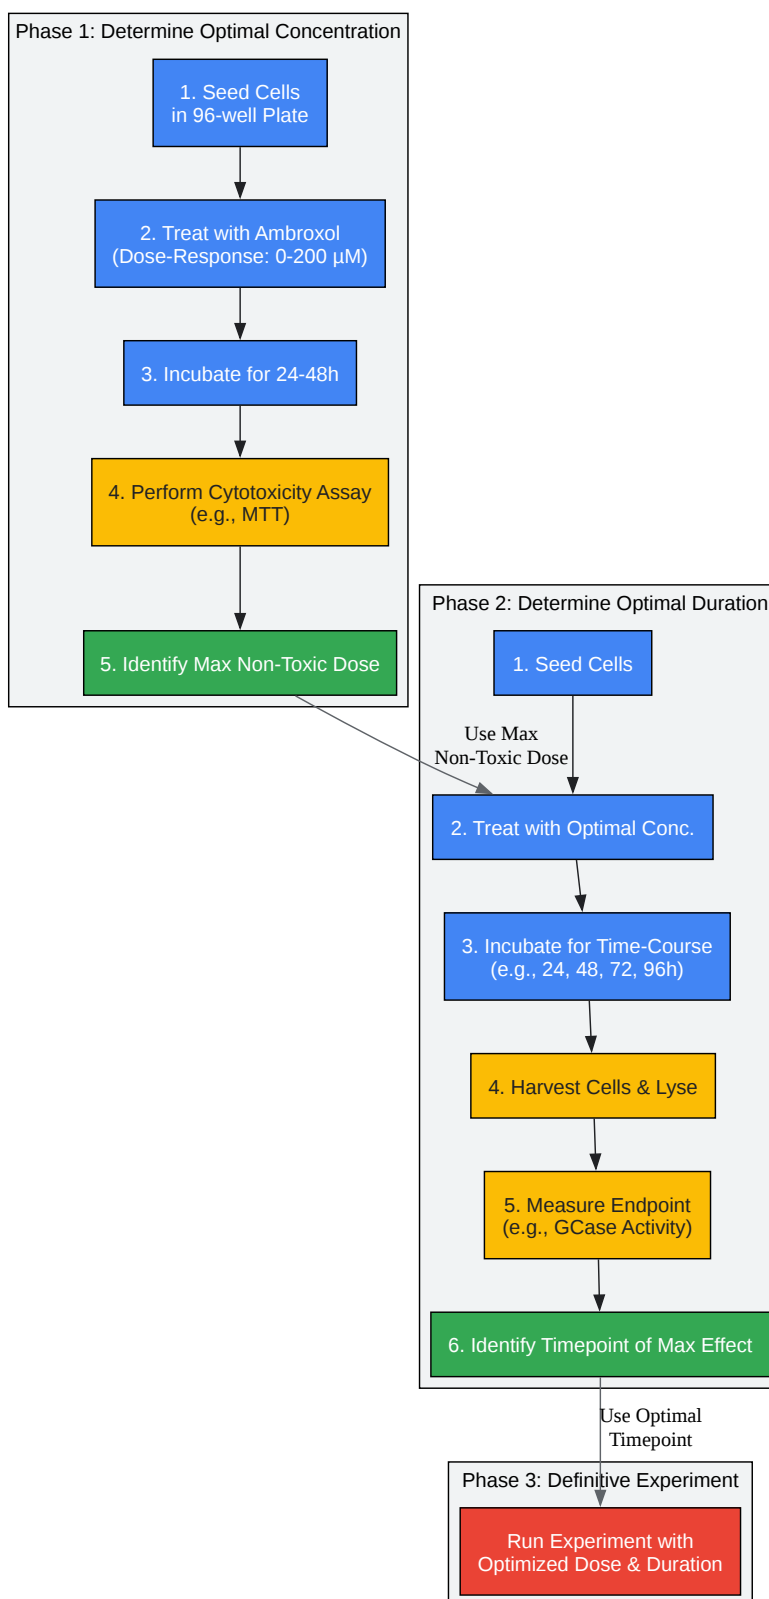 Phase 1: Determine Optimal Concentration
1. Seed Cells
in 96-well Plate
2. Treat with Ambroxol
(Dose-Response: 0-200 µM)
3. Incubate for 24-48h
4. Perform Cytotoxicity Assay
(e.g., MTT)
5. Identify Max Non-Toxic Dose
Phase 2: Determine Optimal Duration
1. Seed Cells
Use Max
Non-Toxic Dose
2. Treat with Optimal Conc.
3. Incubate for Time-Course
(e.g., 24, 48, 72, 96h)
4. Harvest Cells & Lyse
5. Measure Endpoint
(e.g., GCase Activity)
6. Identify Timepoint of Max Effect
Use Optimal
Timepoint
Phase 3: Definitive Experiment
Run Experiment with
Optimized Dose & Duration